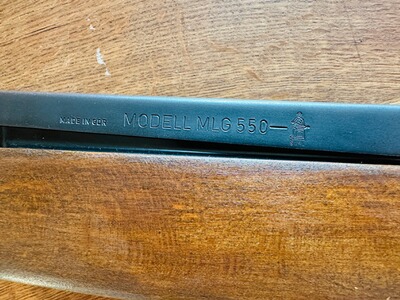 MADE IN GDR MODELL MLG 550—